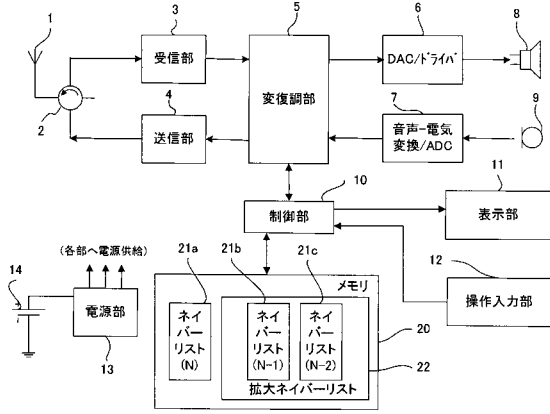 1
3
5
6
8
受信部
変復調部
DAC/ドライバ
2
4
7
9
送信部
音声-電気
変換/ADC
10
11
制御部
表示部
(各部へ電源供給)
21a
21b
21c
12
14
メモリ
操作入力部
電源部
13
ネイ
バー
リスト
(N)
ネイ
バー
リスト
(N-1)
ネイ
バー
リスト
(N-2)
20
22
拡大ネイバーリスト